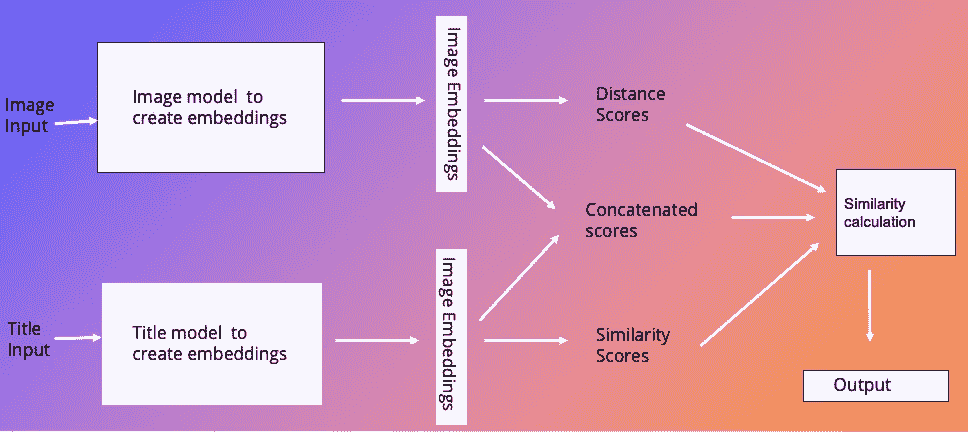 Image
Input
Image model to
create embeddings
Image Embeddings
Distance
Scores
Concatenated
scores
Similarity
calculation
Title
Input
Title model to
create embeddings
Image Embeddings
Similarity
Scores
Output